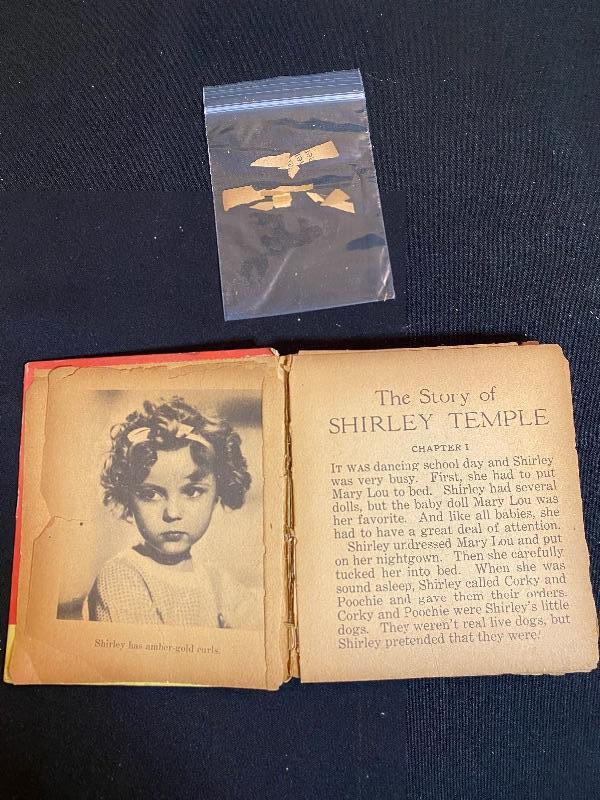 Shirley has amber-gold curls.
The Story of
SHIRLEY TEMPLE
CHAPTER I
IT WAS dancing school day and Shirley
was very busy. First, she had to put
Mary Lou to bed. Shirley had several
dolls, but the baby doll Mary Lou was
her favorite. And like all babies, she
had to have a great deal of attention.
Shirley undressed Mary Lou and put
on her nightgown. Then she carefully
tucked her into bed. When she was
sound asleep, Shirley called Corky and
Poochie and gave them their orders.
Corky and Poochie were Shirley's little
dogs. They weren't real live dogs, but
Shirley pretended that they were!